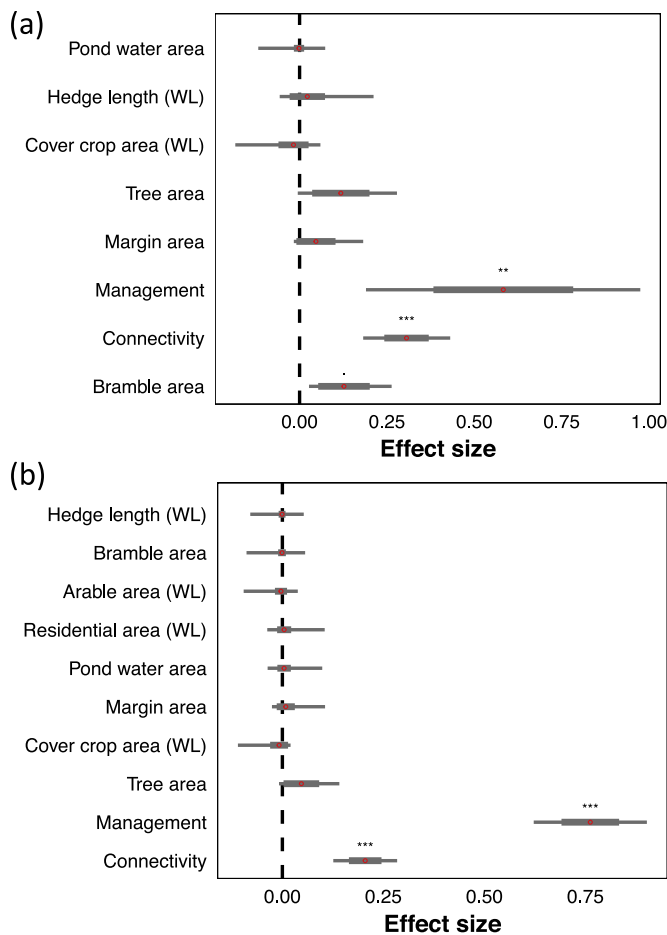 (a)
Pond water area
Hedge length (WL)
Cover crop area (WL)
Tree area
Margin area
Management
**
Connectivity
***
Bramble area
.
0.00 0.25 0.50 0.75 1.00
Effect size
(b)
Hedge length (WL)
Bramble area
Arable area (WL)
Residential area (WL)
Pond water area
Margin area
Cover crop area (WL)
Tree area
Management
***
Connectivity
***
0.00 0.25 0.50 0.75
Effect size